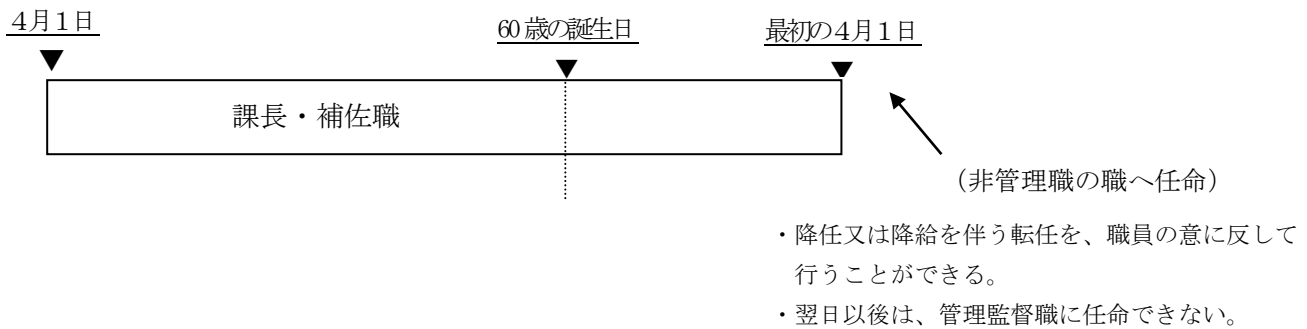 ４月１日
60歳の誕生日
最初の４月１日
課長・補佐職
（非管理職の職へ任命）
・降任又は降給を伴う転任を、職員の意に反して
行うことができる。
・翌日以後は、管理監督職に任命できない。